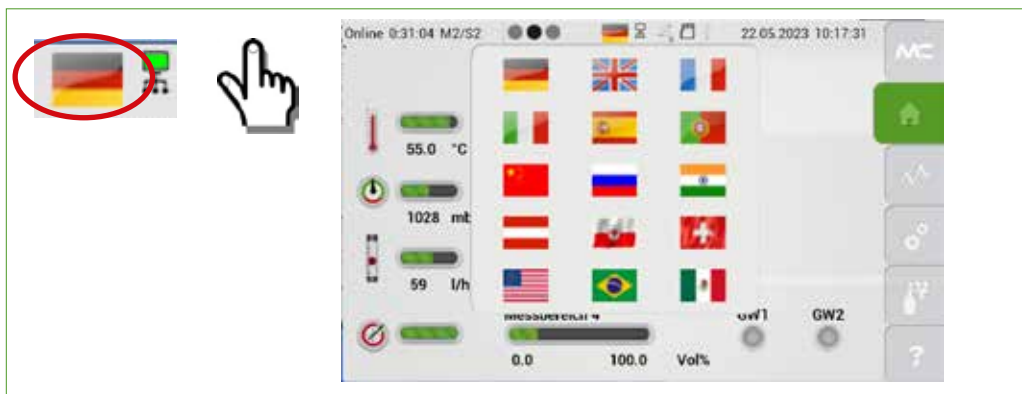 Online 0:31:04 M2/S2 22.05.2023 10:17:31
MC
55.0 °C
1028 mb
59 l/h
Messbereich 4 GW1 GW2
0.0 100.0 Vol%
?